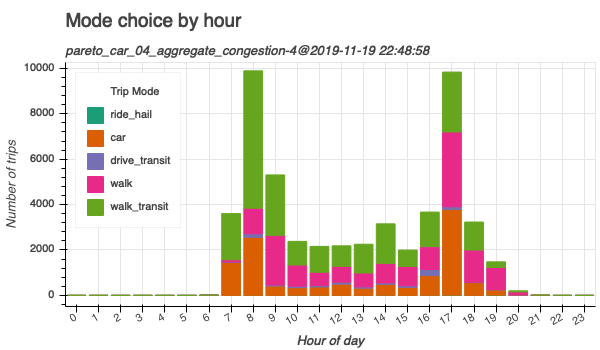 Mode choice by hour
pareto_car_04_aggregate_congestion-4@2019-11-19 22:48:58
Number of trips
10000
8000
6000
4000
2000
0
Trip Mode
ride_hail
car
drive_transit
walk
walk_transit
0 1 2 3 4 5 6 7 8 9 10 11 12 13 14 15 16 17 18 19 20 21 22 23
Hour of day